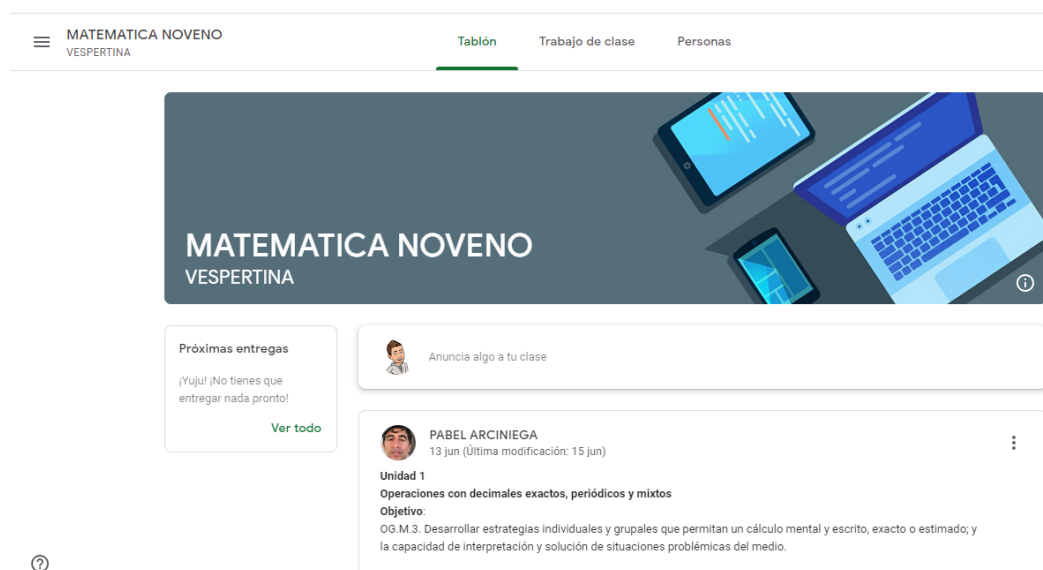 MATEMATICA NOVENO
VESPERTINA
Tablón
Trabajo de clase
Personas
MATEMATICA NOVENO
VESPERTINA
Próximas entregas
¡Yuju! ¡No tienes que
entregar nada pronto!
Ver todo
Anuncia algo a tu clase
PABEL ARCINIEGA
13 jun (Última modificación: 15 jun)
Unidad 1
Operaciones con decimales exactos, periódicos y mixtos
Objetivo:
OG.M.3. Desarrollar estrategias individuales y grupales que permitan un cálculo mental y escrito, exacto o estimado; y
la capacidad de interpretación y solución de situaciones problémicas del medio.